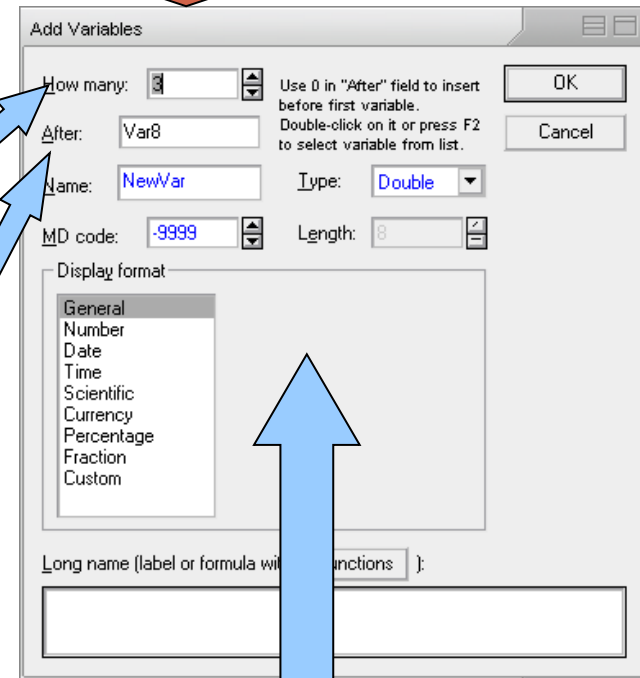 Add Variables
How many: 3
Use 0 in "After" field to insert
before first variable.
Double-click on it or press F2
to select variable from list.
OK
After: Var8
Cancel
Name: NewVar
Type: Double
MD code: -9999
Length: 8
Display format
General
Number
Date
Time
Scientific
Currency
Percentage
Fraction
Custom
Long name (label or formula ):